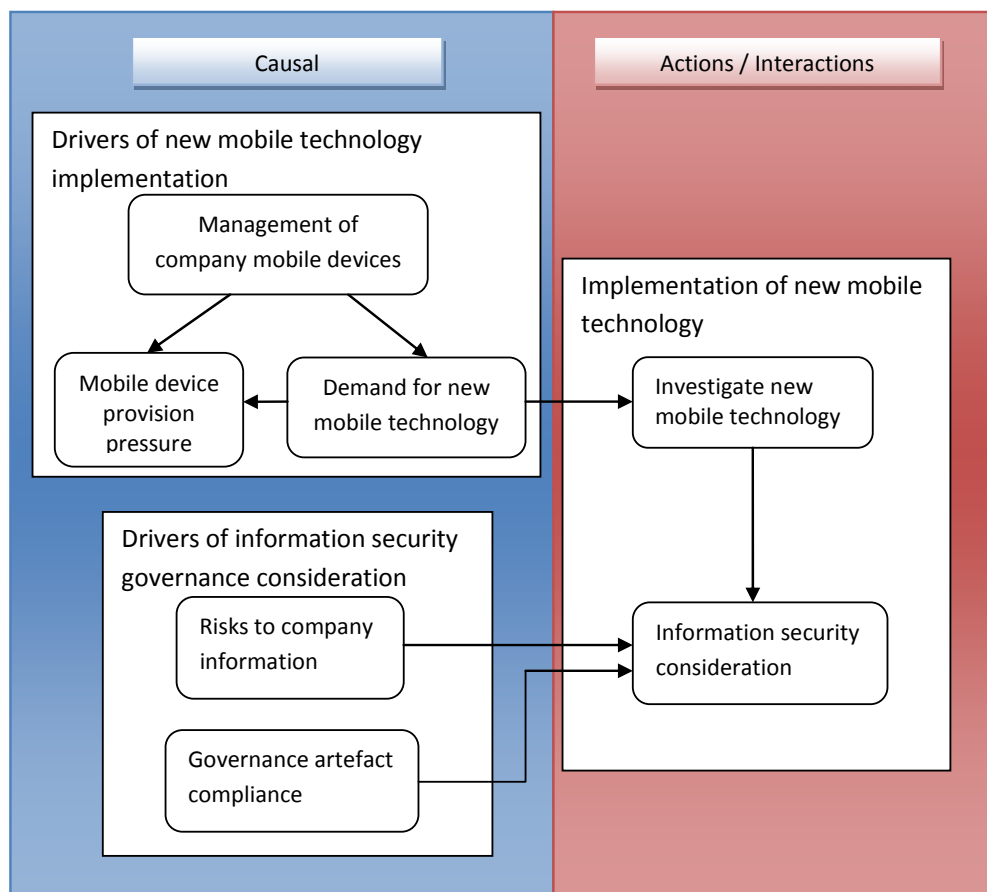 Causal
Actions / Interactions
Drivers of new mobile technology
implementation
Management of
company mobile devices
Mobile device
provision
pressure
Demand for new
mobile technology
Implementation of new mobile
technology
Investigate new
mobile technology
Drivers of information security
governance consideration
Risks to company
information
Information security
consideration
Governance artefact
compliance